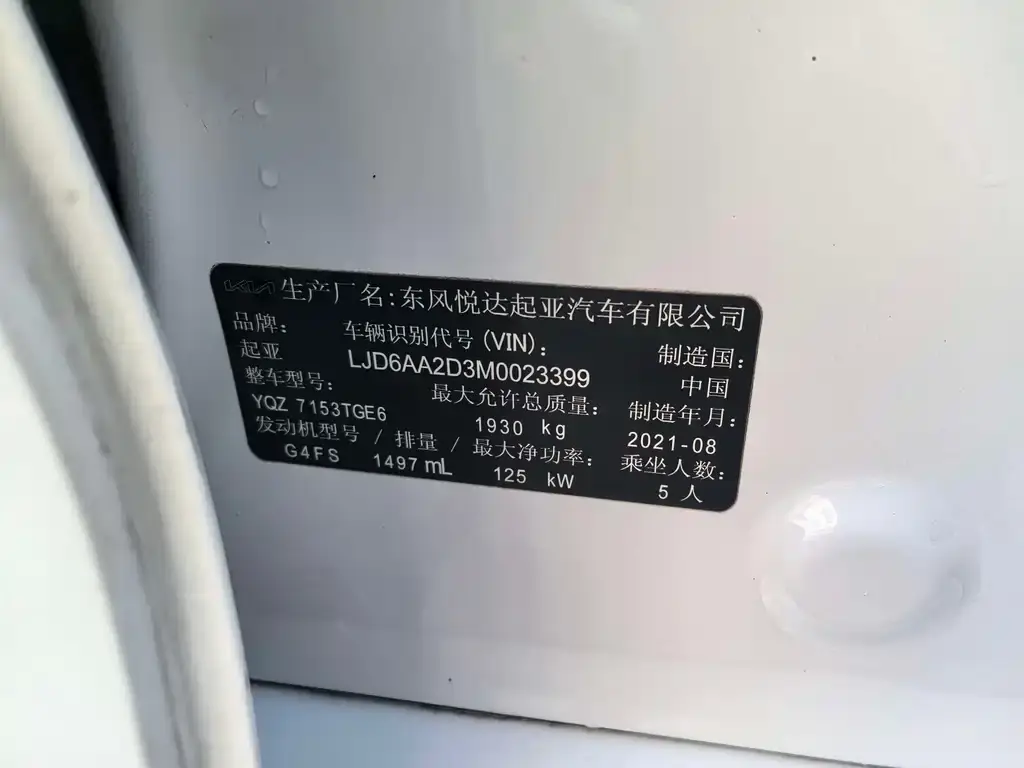 KIA 生产厂名:东风悦达起亚汽车有限公司
品牌: 车辆识别代号(VIN): 制造国:
起亚 LJD6AA2D3M0023399 中国
整车型号: 最大允许总质量: 制造年月:
YQZ 7153TGE6 1930 kg 2021-08
发动机型号 / 排量 / 最大净功率: 乘坐人数:
G4FS 1497 mL 125 kW 5 人